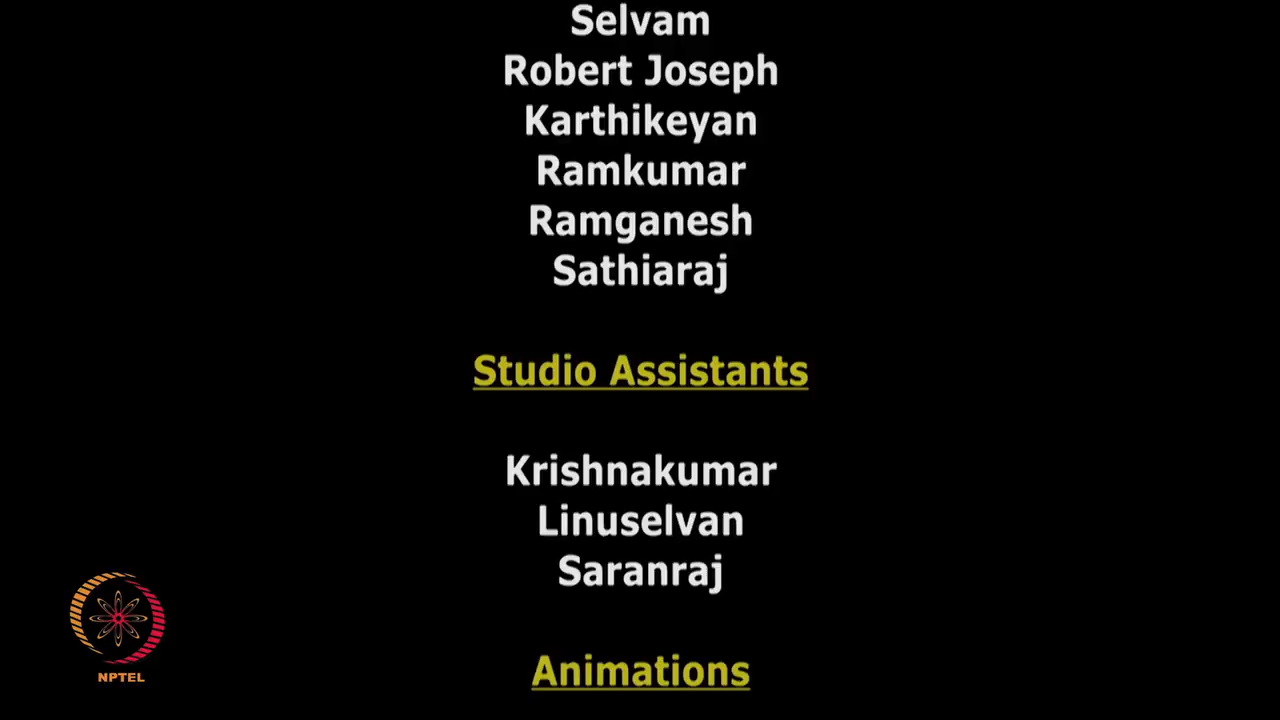 Selvam
Robert Joseph
Karthikeyan
Ramkumar
Ramganesh
Sathiaraj
Studio Assistants
Krishnakumar
Linuselvan
Saranraj
Animations
NPTEL